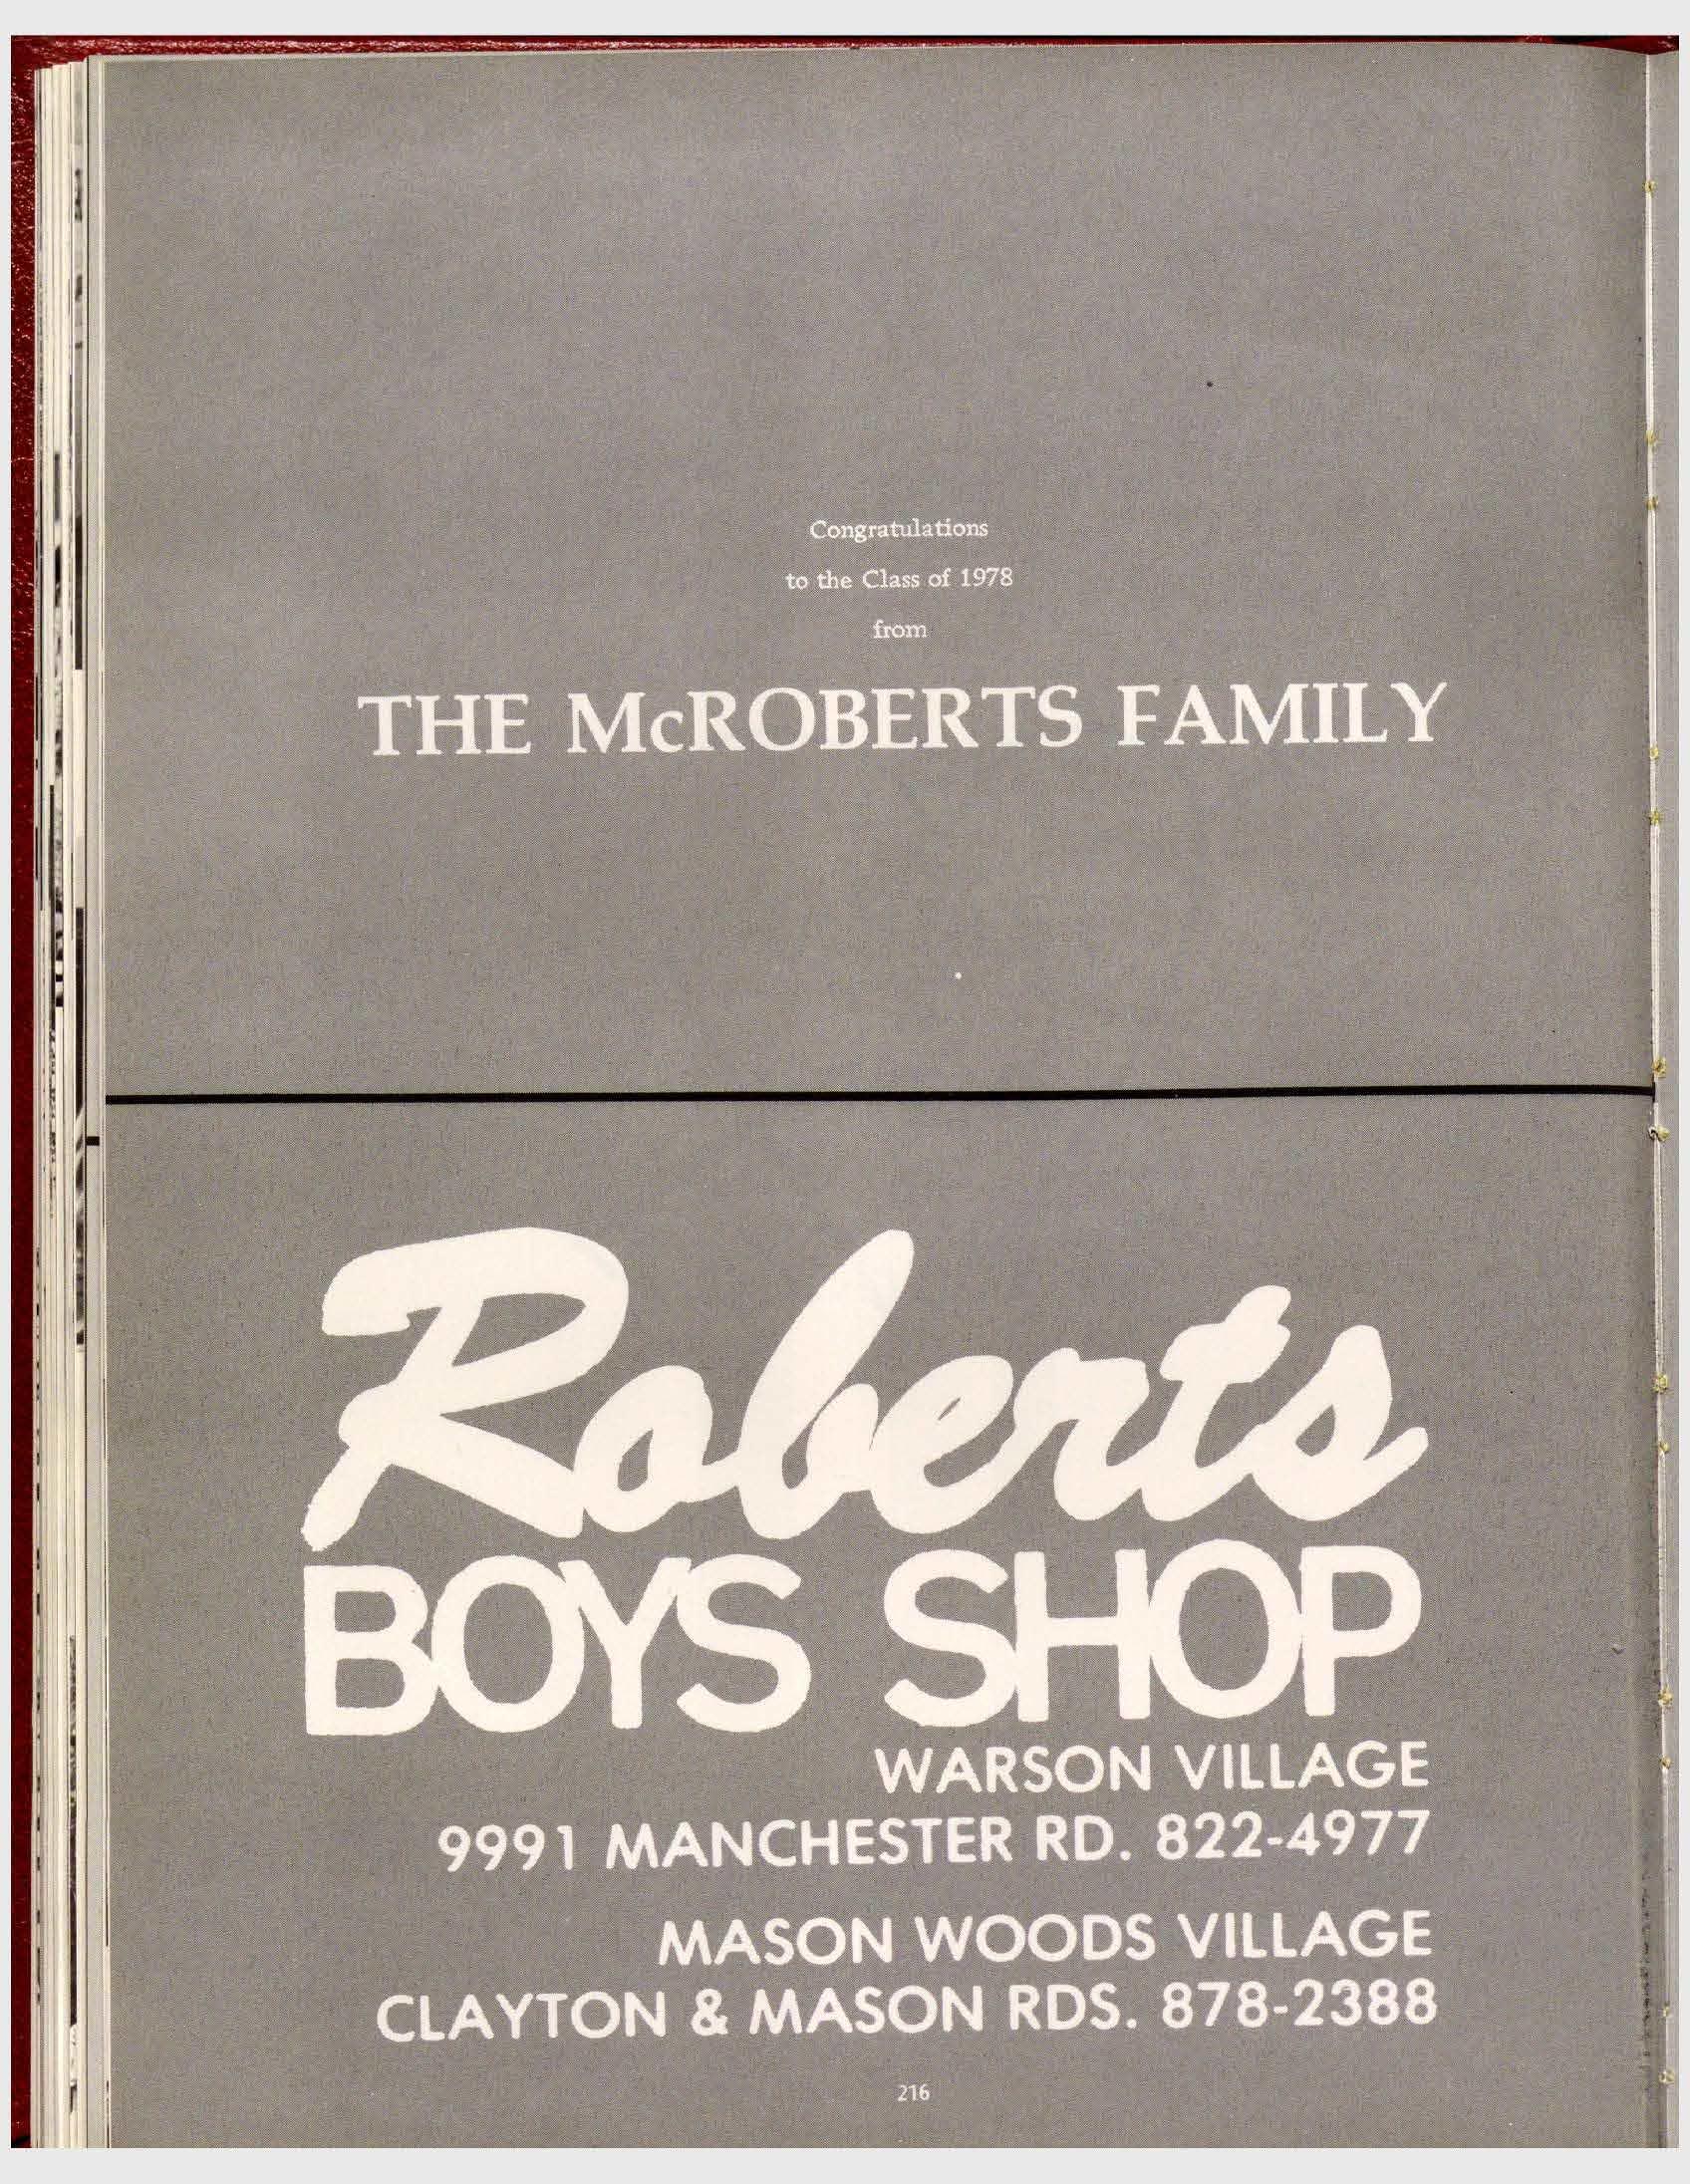 Congratulations
to the Class of 1978
from
THE McROBERTS FAMILY
Roberts
BOYS SHOP
WARSON VILLAGE
9991 MANCHESTER RD. 822-4977
MASON WOODS VILLAGE
CLAYTON & MASON RDS. 878-2388
216